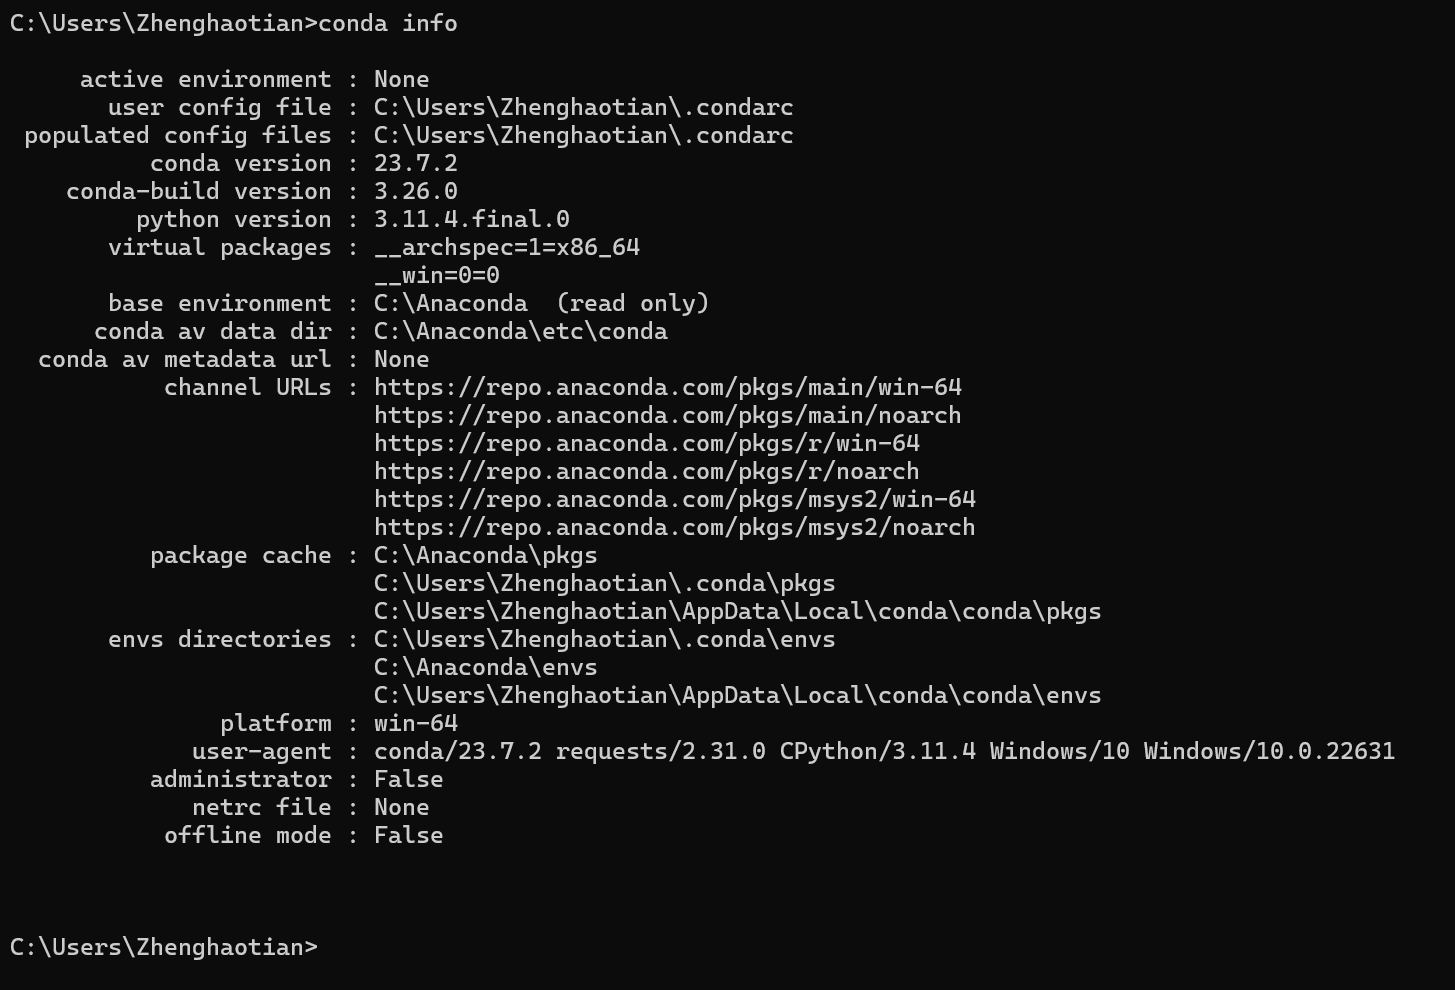 C:\Users\Zhenghaotian>conda info
active environment : None
user config file : C:\Users\Zhenghaotian\.condarc
populated config files : C:\Users\Zhenghaotian\.condarc
conda version : 23.7.2
conda-build version : 3.26.0
python version : 3.11.4.final.0
virtual packages : __archspec=1=x86_64
__win=0=0
base environment : C:\Anaconda  (read only)
conda av data dir : C:\Anaconda\etc\conda
conda av metadata url : None
channel URLs : https://repo.anaconda.com/pkgs/main/win-64
https://repo.anaconda.com/pkgs/main/noarch
https://repo.anaconda.com/pkgs/r/win-64
https://repo.anaconda.com/pkgs/r/noarch
https://repo.anaconda.com/pkgs/msys2/win-64
https://repo.anaconda.com/pkgs/msys2/noarch
package cache : C:\Anaconda\pkgs
C:\Users\Zhenghaotian\.conda\pkgs
C:\Users\Zhenghaotian\AppData\Local\conda\conda\pkgs
envs directories : C:\Users\Zhenghaotian\.conda\envs
C:\Anaconda\envs
C:\Users\Zhenghaotian\AppData\Local\conda\conda\envs
platform : win-64
user-agent : conda/23.7.2 requests/2.31.0 CPython/3.11.4 Windows/10 Windows/10.0.22631
administrator : False
netrc file : None
offline mode : False
C:\Users\Zhenghaotian>